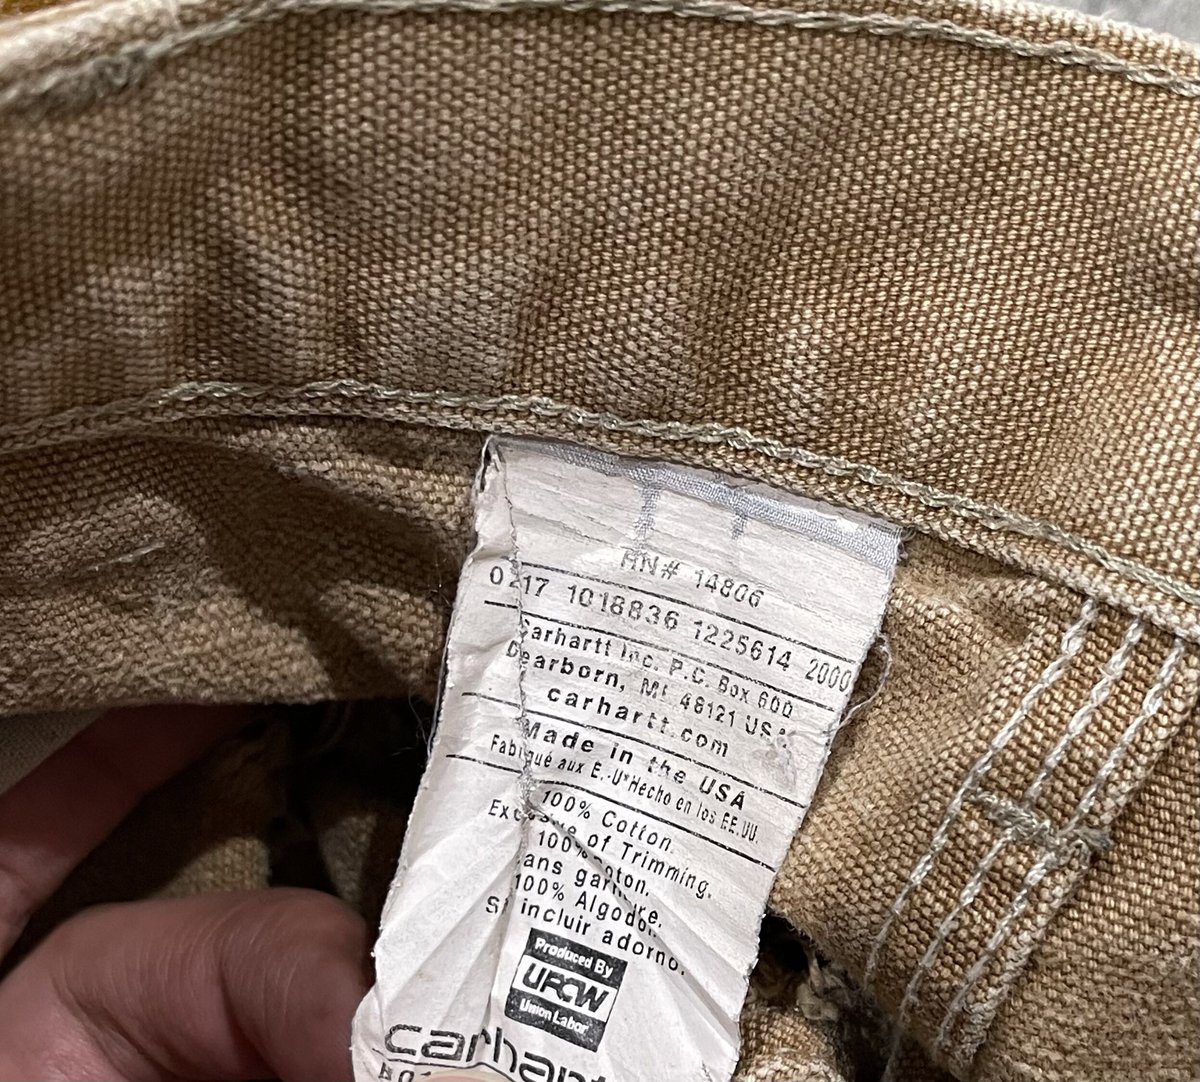 RN# 14806
0217 1018836 1225614 2000
Carhartt Inc. P.O. Box 600
Dearborn, MI 48121 USA
carhartt.com
Made in the USA
Fabriqué aux E.-U*Hecho en los EE.UU.
100% Cotton.
Exclusive of Trimming.
100% coton.
Sans garniture.
100% Algodon.
Si incluir adorno.
Produced By
UFCW
Union Labor
carhartt